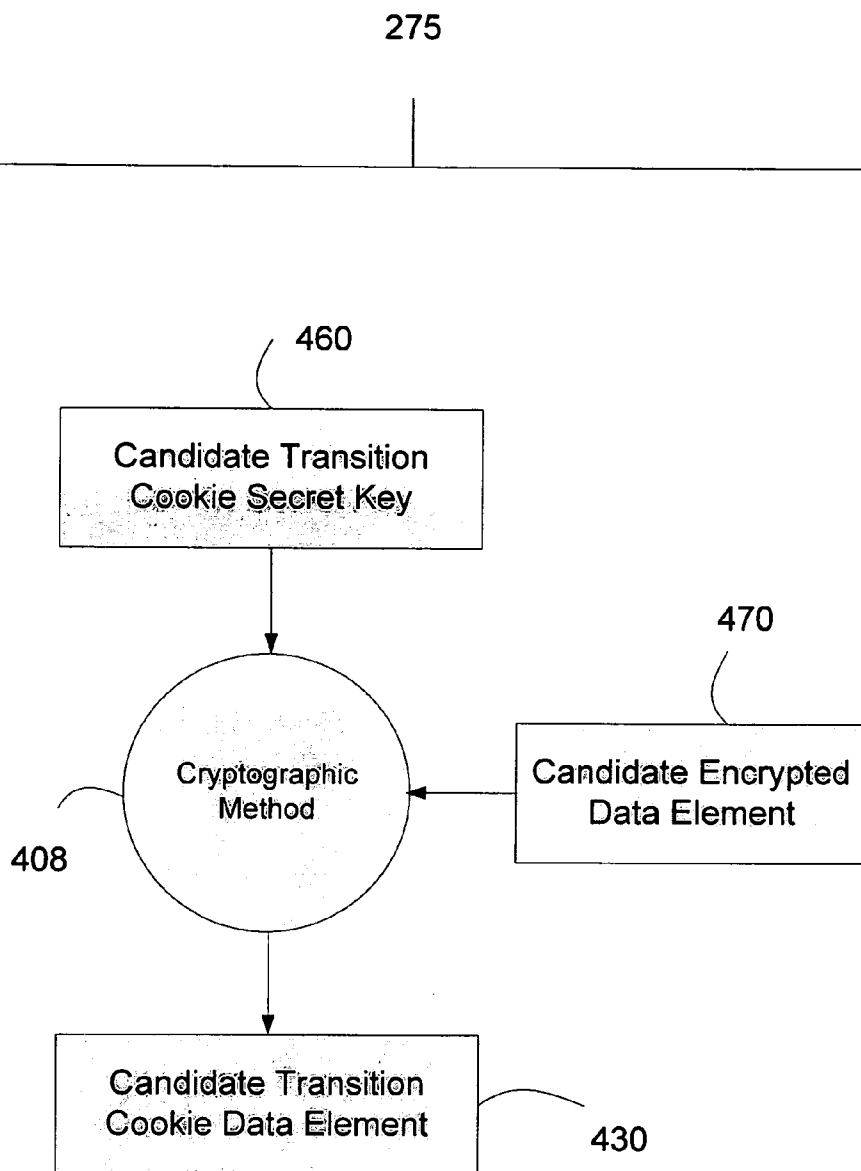 275
460
Candidate Transition
Cookie Secret Key
470
Cryptographic
Method
Candidate Encrypted
Data Element
408
Candidate Transition
Cookie Data Element
430